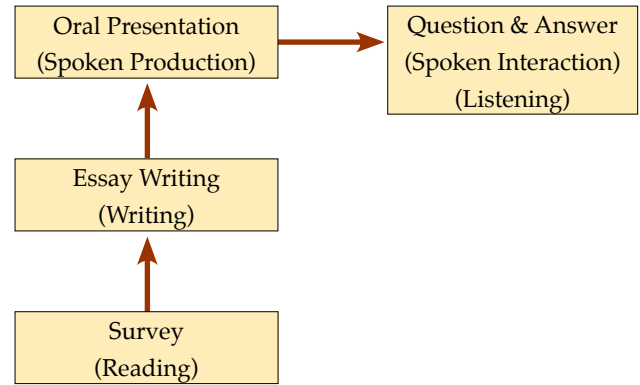 Oral Presentation
(Spoken Production)
Question & Answer
(Spoken Interaction)
(Listening)
Essay Writing
(Writing)
Survey
(Reading)